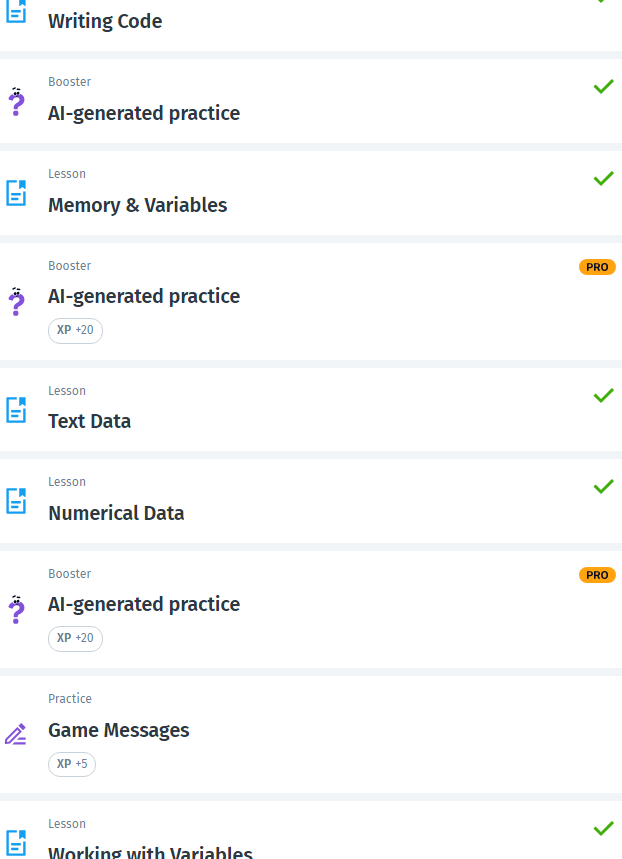 Writing Code
Booster
AI-generated practice
Lesson
Memory & Variables
Booster
PRO
AI-generated practice
XP +20
Lesson
Text Data
Lesson
Numerical Data
Booster
PRO
AI-generated practice
XP +20
Practice
Game Messages
XP +5
Lesson
Working with Variables